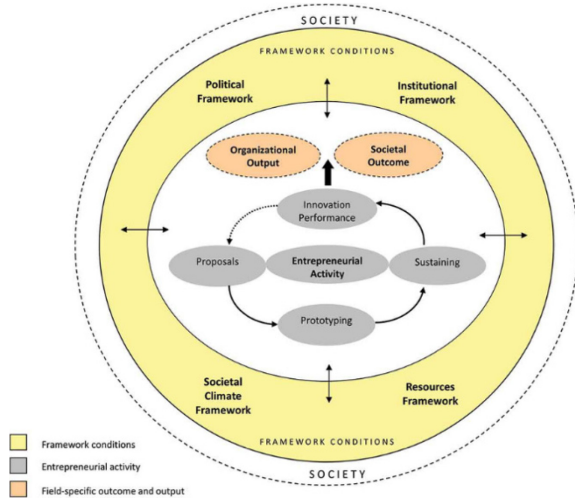 SOCIETY
FRAMEWORK CONDITIONS
Political
Framework
Institutional
Framework
Organizational
Output
Societal
Outcome
Innovation
Performance
Proposals
Entrepreneurial
Activity
Sustaining
Prototyping
Societal
Climate
Framework
Resources
Framework
FRAMEWORK CONDITIONS
SOCIETY
Framework conditions
Entrepreneurial activity
Field-specific outcome and output